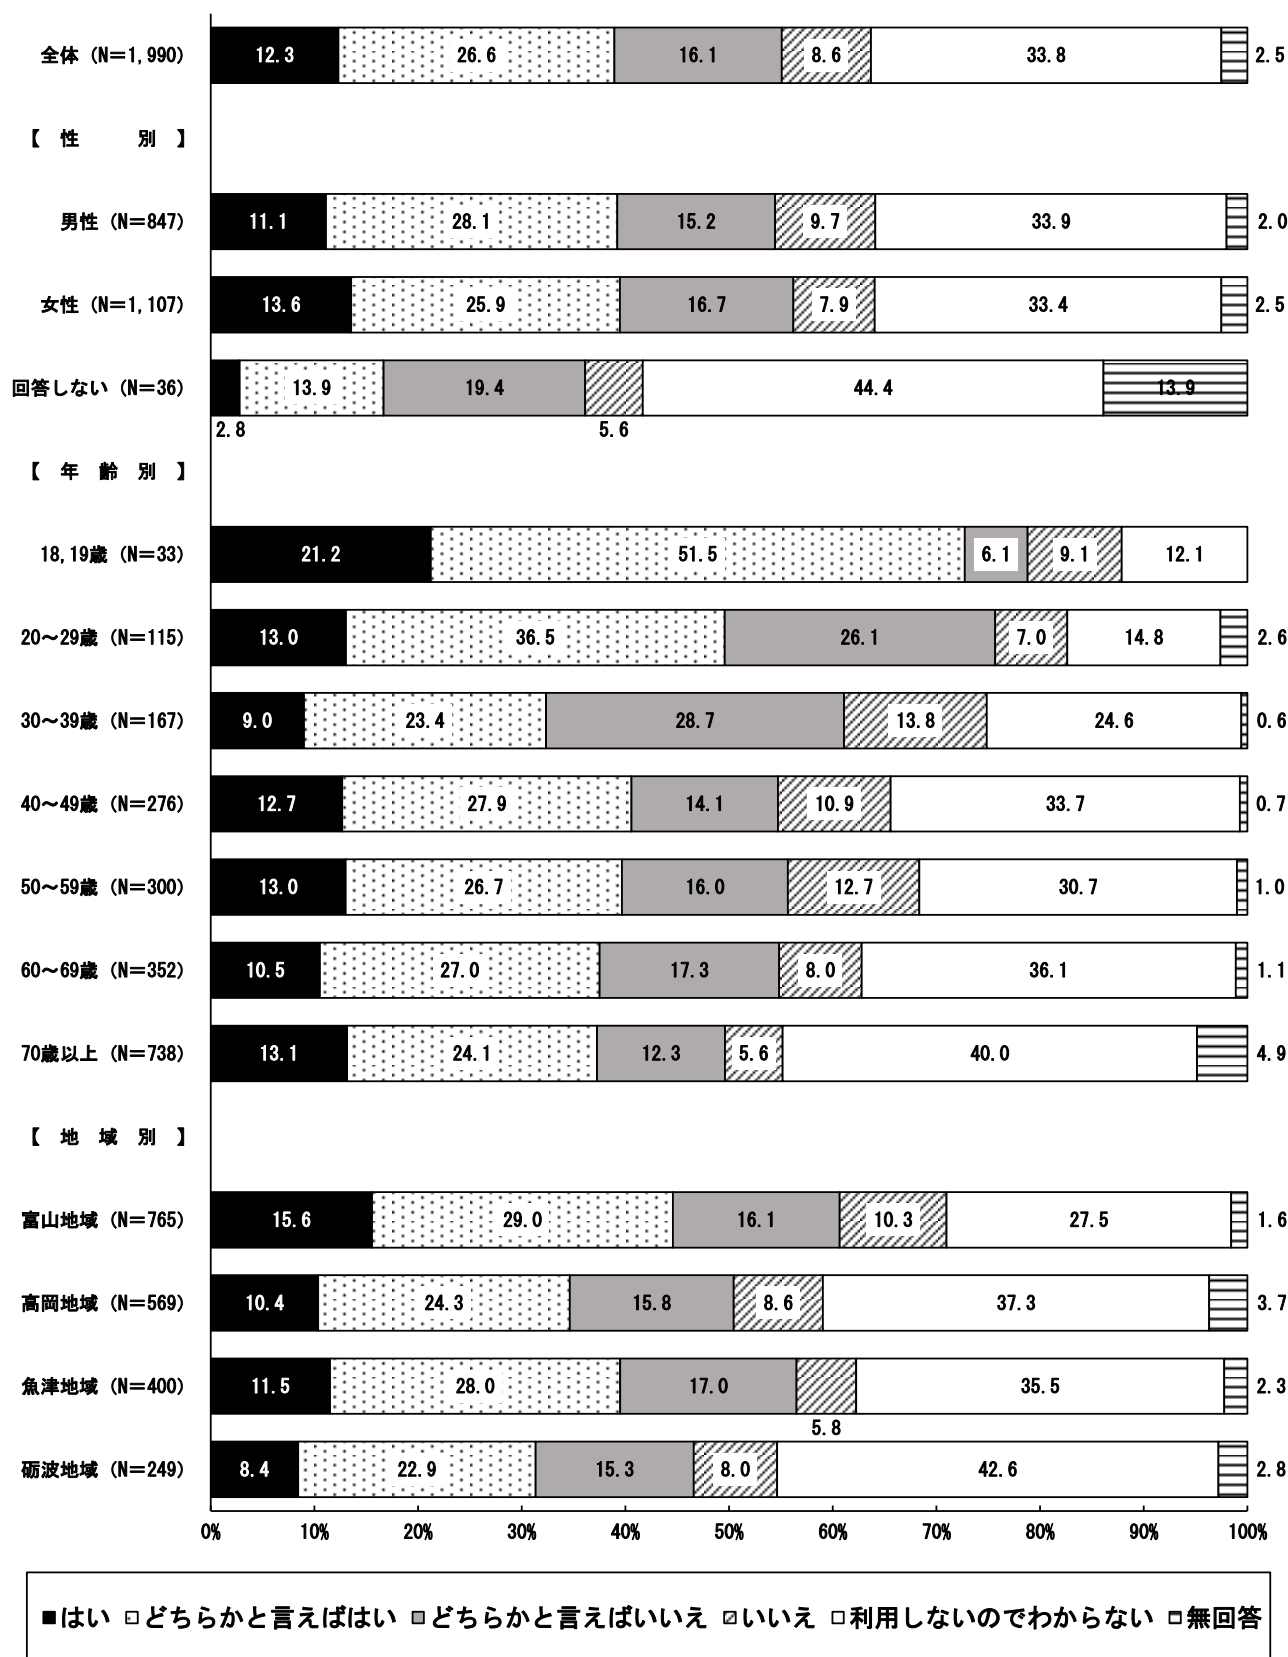 全体（N＝1,990） 12.3 26.6 16.1 8.6 33.8 2.5
【 性 別 】
男性（N＝847） 11.1 28.1 15.2 9.7 33.9 2.0
女性（N＝1,107） 13.6 25.9 16.7 7.9 33.4 2.5
回答しない（N＝36） 13.9 19.4 44.4 13.9
2.8 5.6
【 年 齢 別 】
18,19歳（N＝33） 21.2 51.5 6.1 9.1 12.1
20～29歳（N＝115） 13.0 36.5 26.1 7.0 14.8 2.6
30～39歳（N＝167） 9.0 23.4 28.7 13.8 24.6 0.6
40～49歳（N＝276） 12.7 27.9 14.1 10.9 33.7 0.7
50～59歳（N＝300） 13.0 26.7 16.0 12.7 30.7 1.0
60～69歳（N＝352） 10.5 27.0 17.3 8.0 36.1 1.1
70歳以上（N＝738） 13.1 24.1 12.3 5.6 40.0 4.9
【 地 域 別 】
富山地域（N＝765） 15.6 29.0 16.1 10.3 27.5 1.6
高岡地域（N＝569） 10.4 24.3 15.8 8.6 37.3 3.7
魚津地域（N＝400） 11.5 28.0 17.0 35.5 2.3
5.8
砺波地域（N＝249） 8.4 22.9 15.3 8.0 42.6 2.8
0% 10% 20% 30% 40% 50% 60% 70% 80% 90% 100%
はい どちらかと言えばはい どちらかと言えばいいえ いいえ 利用しないのでわからない 無回答